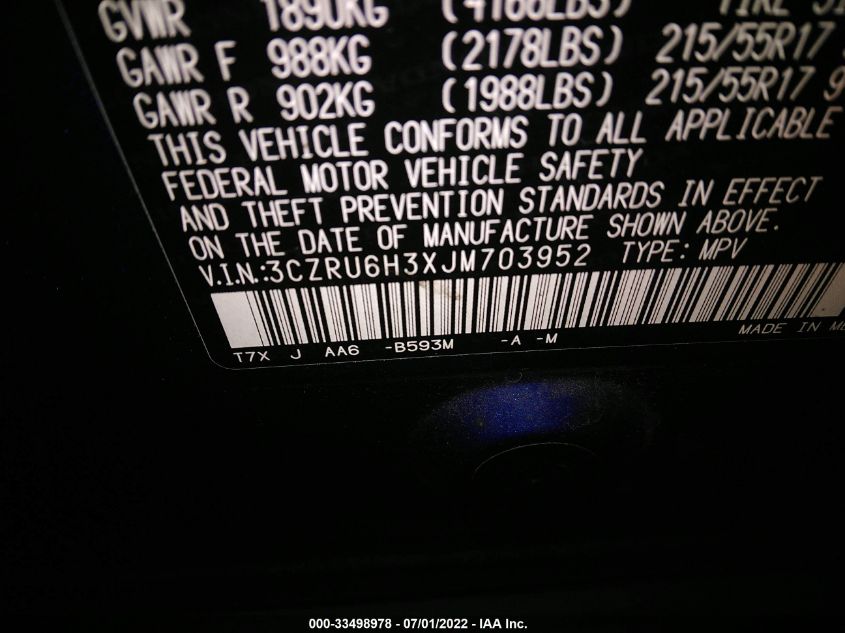 GVWR 1890KG (4166LBS)
GAWR F 988KG (2178LBS) 215/55R17
GAWR R 902KG (1988LBS) 215/55R17 9
THIS VEHICLE CONFORMS TO ALL APPLICABLE
FEDERAL MOTOR VEHICLE SAFETY
AND THEFT PREVENTION STANDARDS IN EFFECT
ON THE DATE OF MANUFACTURE SHOWN ABOVE.
V.I.N.:3CZRU6H3XJM703952 TYPE: MPV
T7X J AA6 -B593M -A -M MADE IN
000-33498978 - 07/01/2022 - IAA Inc.